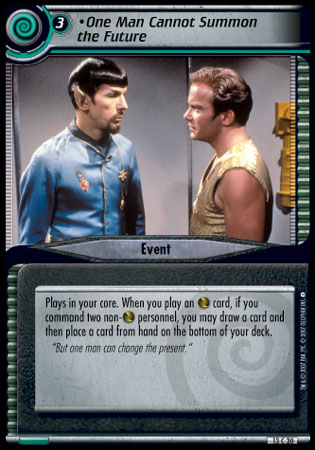 3
•One Man Cannot Summon
the Future
Event
Plays in your core. When you play an card, if you
command two non- personnel, you may draw a card and
then place a card from hand on the bottom of your deck.
"But one man can change the present."
12 C 30